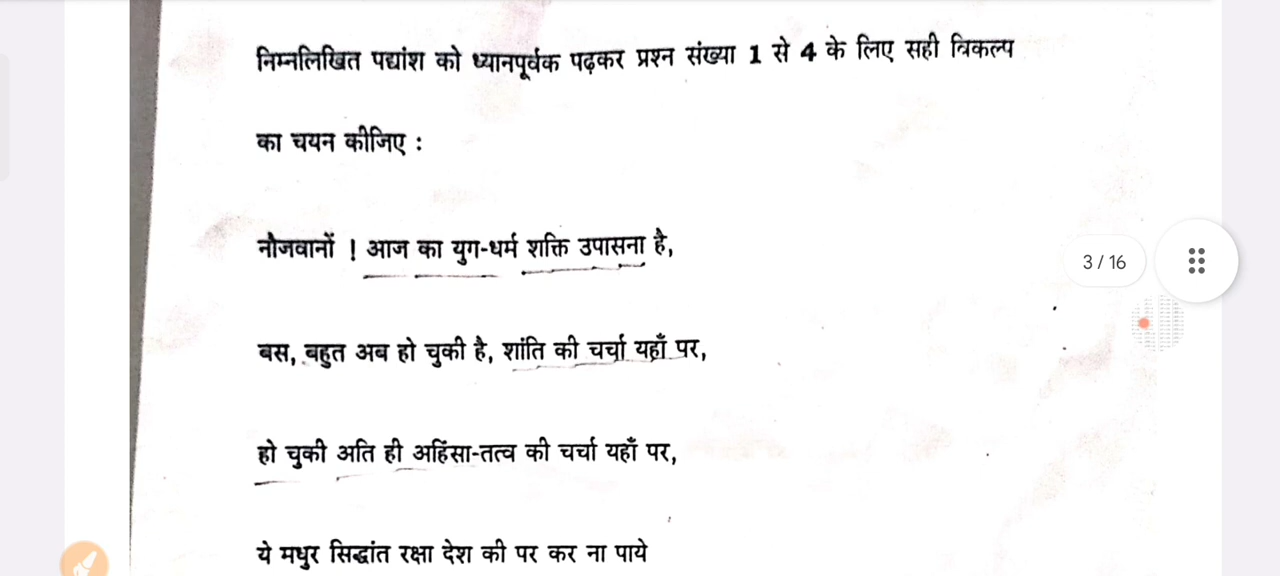 निम्नलिखित पद्यांश को ध्यानपूर्वक पढ़कर प्रश्न संख्या 1 से 4 के लिए सही विकल्प
का चयन कीजिए :
नौजवानों ! आज का युग-धर्म शक्ति उपासना है,
3 / 16
बस, बहुत अब हो चुकी है, शांति की चर्चा यहाँ पर,
हो चुकी अति ही अहिंसा-तत्व की चर्चा यहाँ पर,
ये मधुर सिद्धांत रक्षा देश की पर कर ना पाये